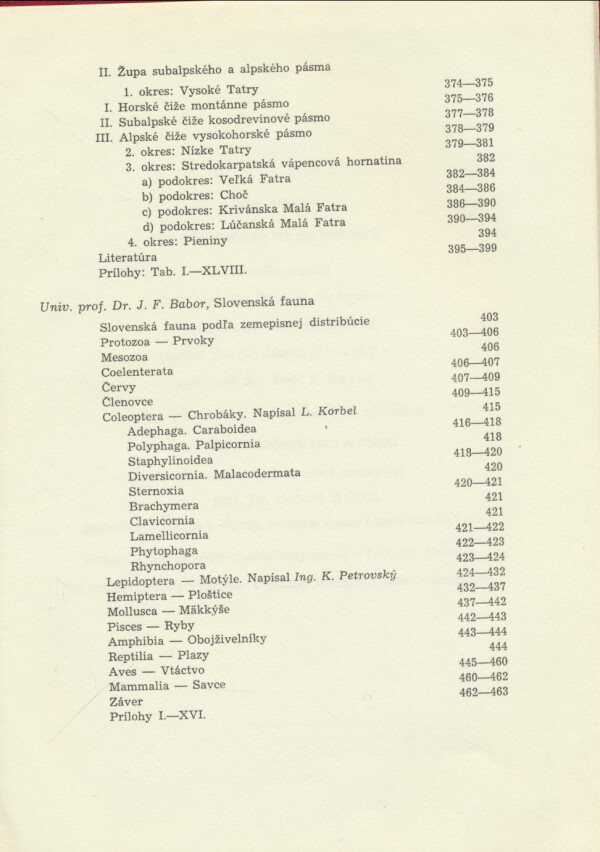 II. Župa subalpského a alpského pásma
1. okres: Vysoké Tatry 374—375
I. Horské čiže montánne pásmo 375—376
II. Subalpské čiže kosodrevinové pásmo 377—378
III. Alpské čiže vysokohorské pásmo 378—379
2. okres: Nízke Tatry 379—381
3. okres: Stredokarpatská vápencová hornatina 382
a) podokres: Veľká Fatra 382—384
b) podokres: Choč 384—386
c) podokres: Krivánska Malá Fatra 386—390
d) podokres: Lúčanská Malá Fatra 390—394
4. okres: Pieniny 394
Literatúra 395—399
Prílohy: Tab. I.—XLVIII.
Univ. prof. Dr. J. F. Babor, Slovenská fauna
Slovenská fauna podľa zemepisnej distribúcie 403
Protozoa — Prvoky 403—406
Mesozoa 406
Coelenterata 406—407
Červy 407—409
Členovce 409—415
Coleoptera — Chrobáky. Napísal L. Korbel 415
Adephaga. Caraboidea 416—418
Polyphaga. Palpicornia 418
Staphylinoidea 418—420
Diversicornia. Malacodermata 420
Sternoxia 420—421
Brachymera 421
Clavicornia 421
Lamellicornia 421—422
Phytophaga 422—423
Rhynchopora 423—424
Lepidoptera — Motýle. Napísal Ing. K. Petrovský 424—432
Hemiptera — Ploštice 432—437
Mollusca — Mäkkýše 437—442
Pisces — Ryby 442—443
Amphibia — Obojživelníky 443—444
Reptilia — Plazy 444
Aves — Vtáctvo 445—460
Mammalia — Savce 460—462
Záver 462—463
Prílohy I.—XVI.